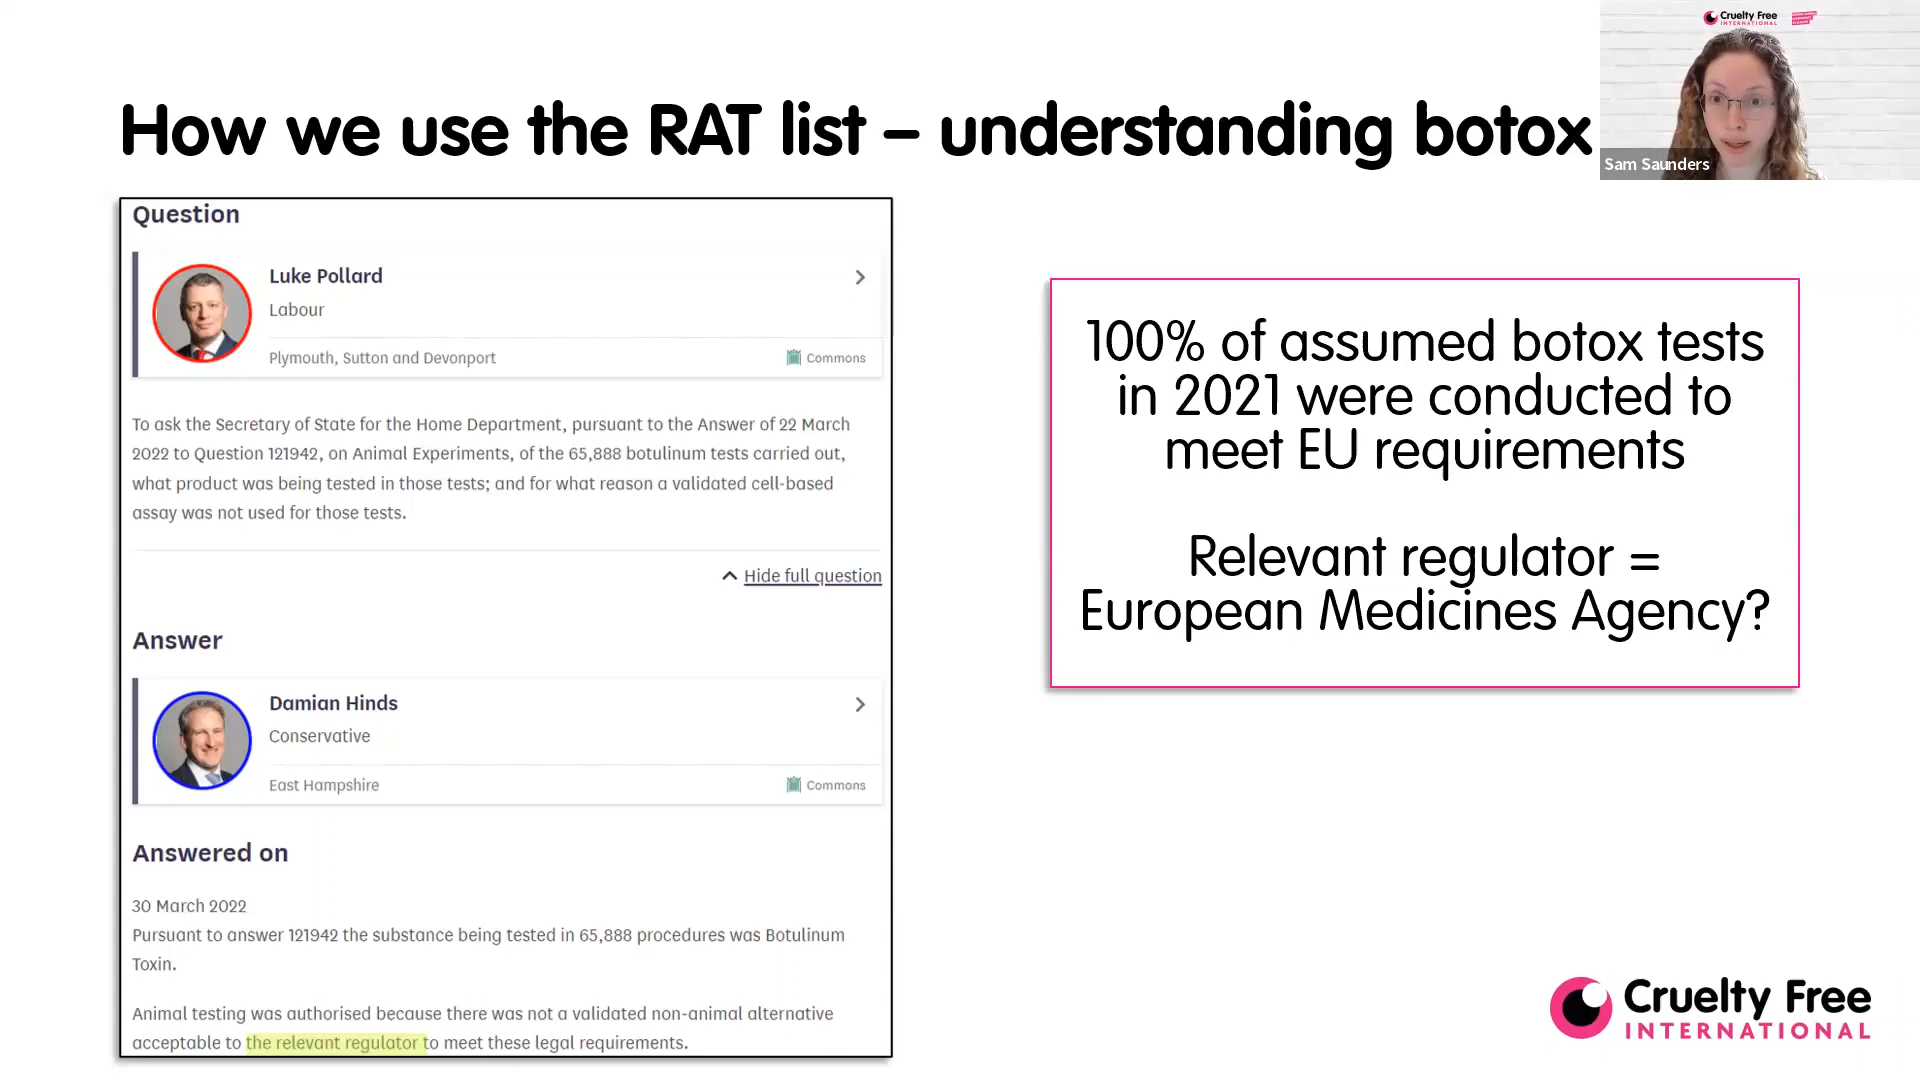 Cruelty Free
INTERNATIONAL
How we use the RAT list – understanding botox
Sam Saunders
Question
Luke Pollard
Labour
Plymouth, Sutton and Devonport
Commons
To ask the Secretary of State for the Home Department, pursuant to the Answer of 22 March
2022 to Question 121942, on Animal Experiments, of the 65,888 botulinum tests carried out,
what product was being tested in those tests; and for what reason a validated cell-based
assay was not used for those tests.
Hide full question
Answer
Damian Hinds
Conservative
East Hampshire
Commons
Answered on
30 March 2022
Pursuant to answer 121942 the substance being tested in 65,888 procedures was Botulinum
Toxin.
Animal testing was authorised because there was not a validated non-animal alternative
acceptable to the relevant regulator to meet these legal requirements.
100% of assumed botox tests
in 2021 were conducted to
meet EU requirements
Relevant regulator =
European Medicines Agency?
Cruelty Free
INTERNATIONAL